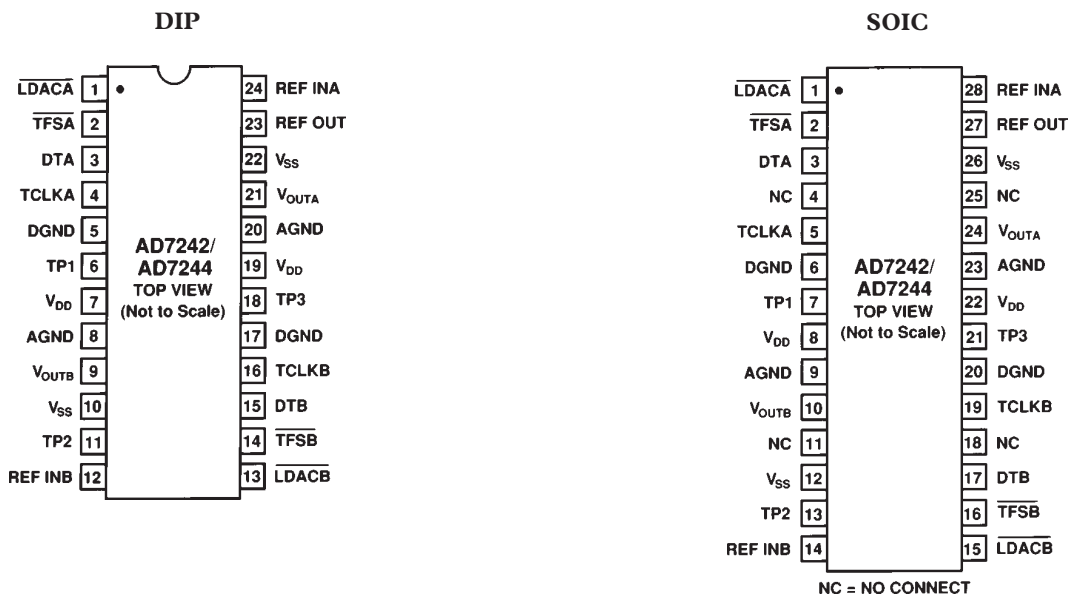 DIP
LDACA 1
TFSA 2
DTA 3
TCLKA 4
DGND 5
TP1 6
VDD 7
AGND 8
VOUTB 9
VSS 10
TP2 11
REF INB 12
AD7242/
AD7244
TOP VIEW
(Not to Scale)
24 REF INA
23 REF OUT
22 VSS
21 VOUTA
20 AGND
19 VDD
18 TP3
17 DGND
16 TCLKB
15 DTB
14 TFSB
13 LDACB
SOIC
LDACA 1
TFSA 2
DTA 3
NC 4
TCLKA 5
DGND 6
TP1 7
VDD 8
AGND 9
VOUTB 10
NC 11
VSS 12
TP2 13
REF INB 14
AD7242/
AD7244
TOP VIEW
(Not to Scale)
28 REF INA
27 REF OUT
26 VSS
25 NC
24 VOUTA
23 AGND
22 VDD
21 TP3
20 DGND
19 TCLKB
18 NC
17 DTB
16 TFSB
15 LDACB
NC = NO CONNECT